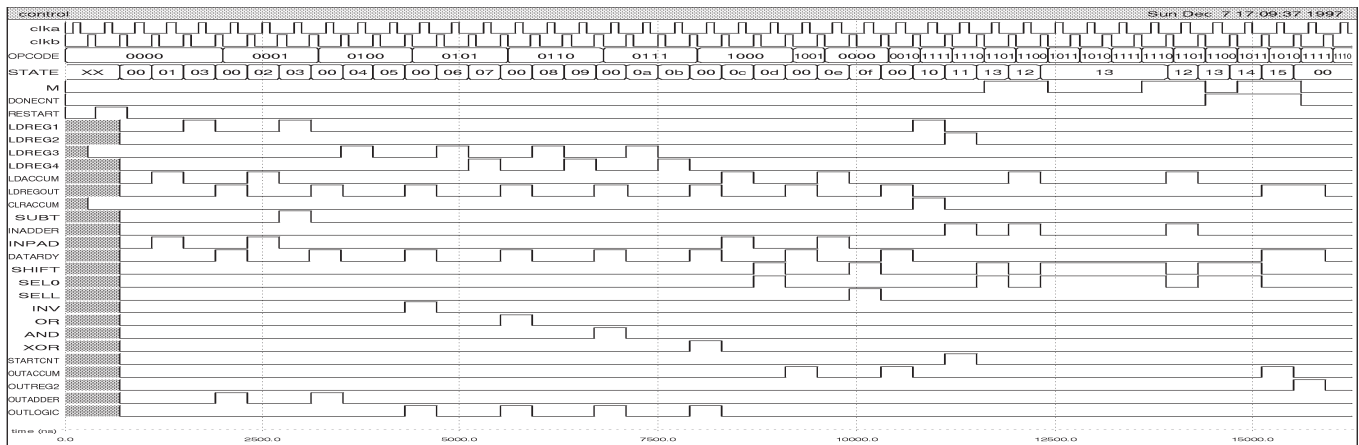 control Sun Dec 7 17:09:37 1997
clka
clkb
OPCODE 0000 0001 0100 0101 0110 0111 1000 1001 0000 0010 1111 1110 1101 1100 1011 1010 1111 1110 1101 1100 1011 1010 1111 1110
STATE XX 00 01 03 00 02 03 00 04 05 00 06 07 00 08 09 00 0a 0b 00 0c 0d 00 0e 0f 00 10 11 13 12 13 12 13 14 15 00
M
DONECNT
RESTART
LDREG1
LDREG2
LDREG3
LDREG4
LDACCUM
LDREGOUT
CLRACCUM
SUBT
INADDER
INPAD
DATARDY
SHIFT
SEL0
SELL
INV
OR
AND
XOR
STARTCNT
OUTACCUM
OUTREG2
OUTADDER
OUTLOGIC
time (ns) 0.0 2500.0 5000.0 7500.0 10000.0 12500.0 15000.0